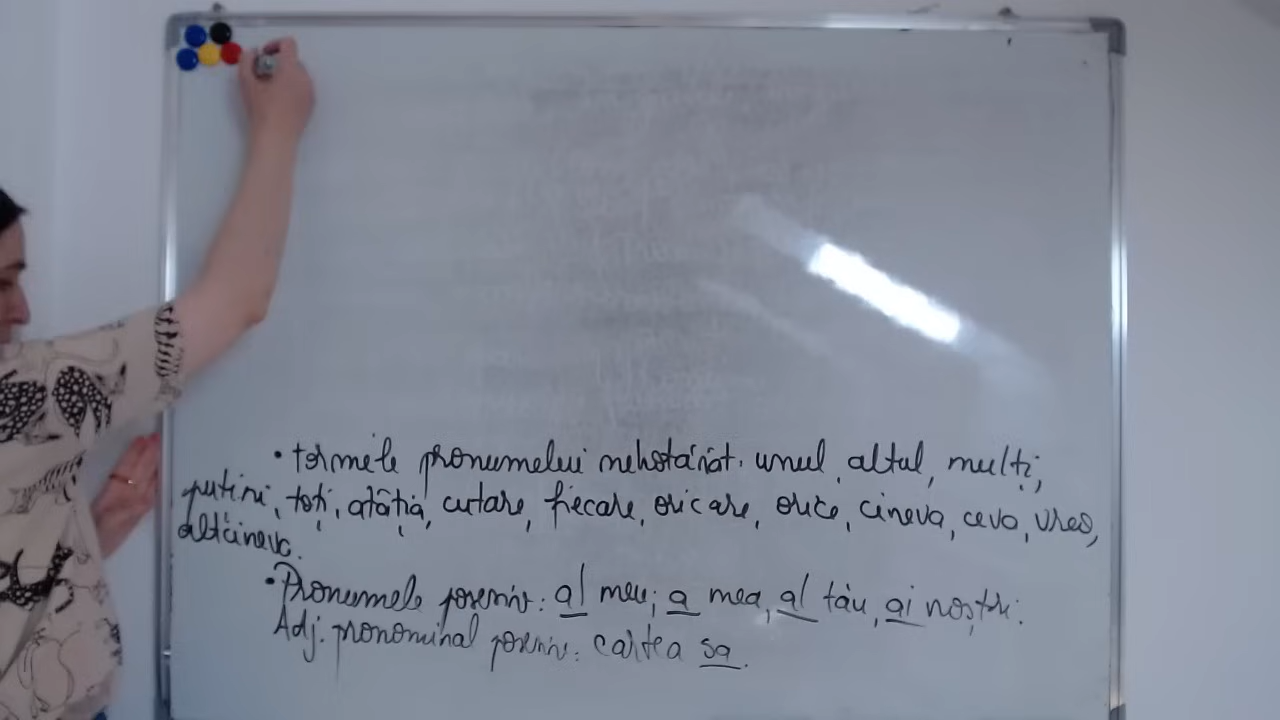 • formele pronumelui nehotărât: unul, altul, mulți,
puțini, toți, atâția, cutare, fiecare, oricare, orice, cineva, ceva, vreo,
altcineva.
• Pronumele posesiv: al meu; a mea, al tău, ai noștri.
Adj. pronominal posesiv: cartea sa.